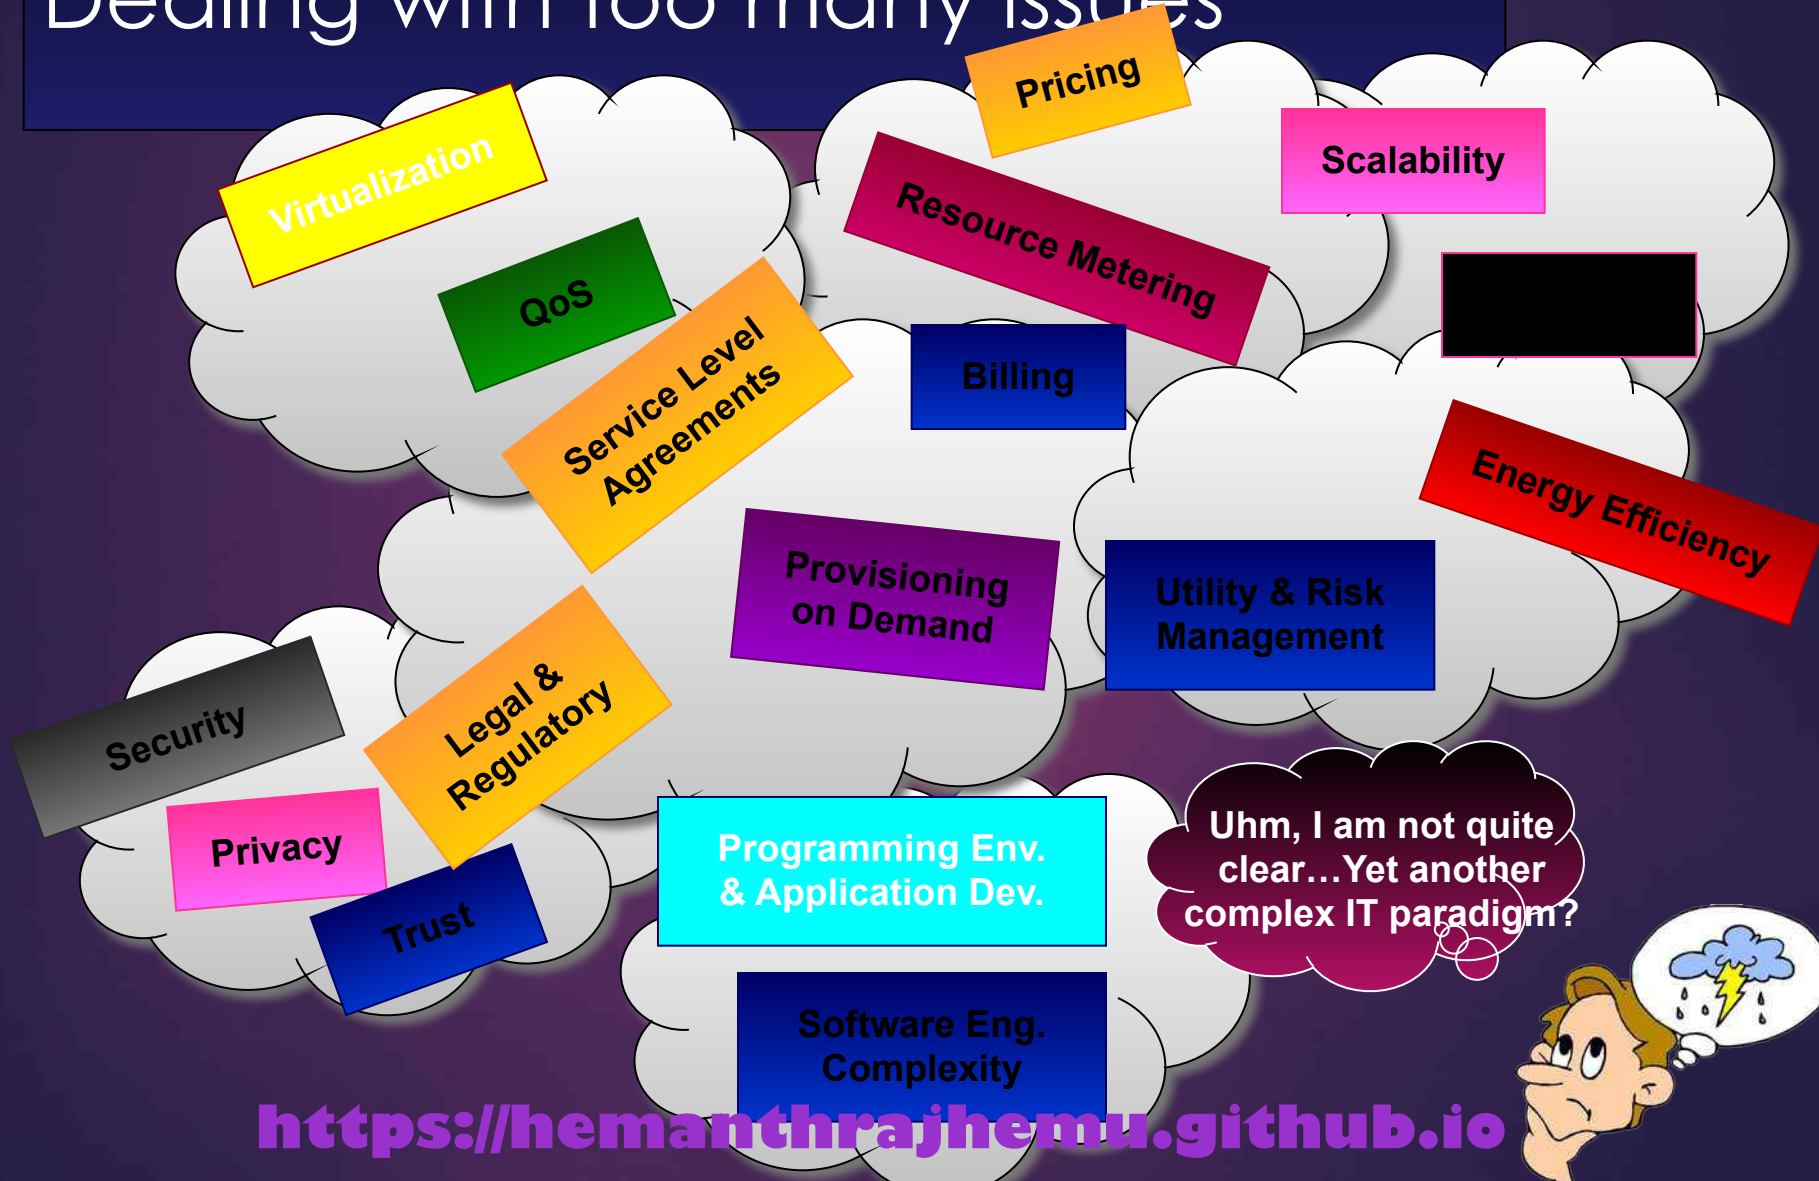 Dealing with too many issues
Pricing
Virtualization
Scalability
Resource Metering
QoS
Billing
Service Level
Agreements
Energy Efficiency
Provisioning
on Demand
Utility & Risk
Management
Legal &
Regulatory
Security
Privacy
Trust
Programming Env.
& Application Dev.
Uhm, I am not quite
clear…Yet another
complex IT paradigm?
Software Eng.
Complexity
https://hemanthrajhemu.github.io